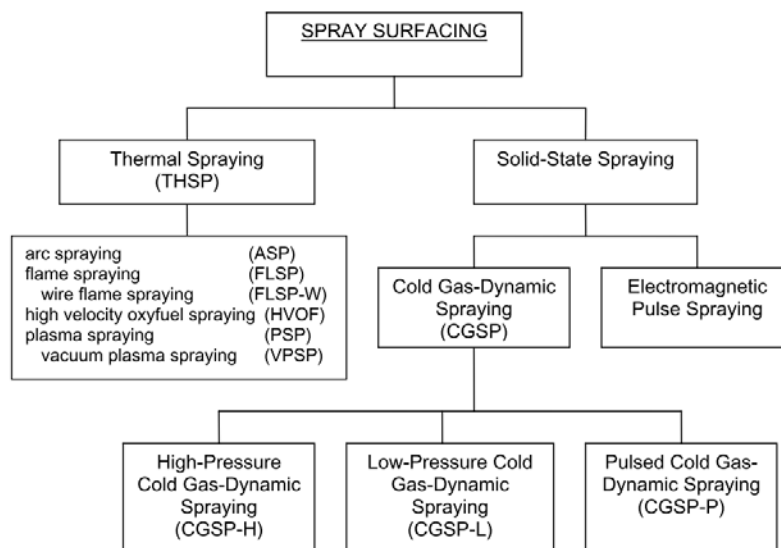 SPRAY SURFACING
Thermal Spraying
(THSP)
Solid-State Spraying
arc spraying (ASP)
flame spraying (FLSP)
wire flame spraying (FLSP-W)
high velocity oxyfuel spraying (HVOF)
plasma spraying (PSP)
vacuum plasma spraying (VPSP)
Cold Gas-Dynamic
Spraying
(CGSP)
Electromagnetic
Pulse Spraying
High-Pressure
Cold Gas-Dynamic
Spraying
(CGSP-H)
Low-Pressure Cold
Gas-Dynamic
Spraying
(CGSP-L)
Pulsed Cold Gas-
Dynamic Spraying
(CGSP-P)